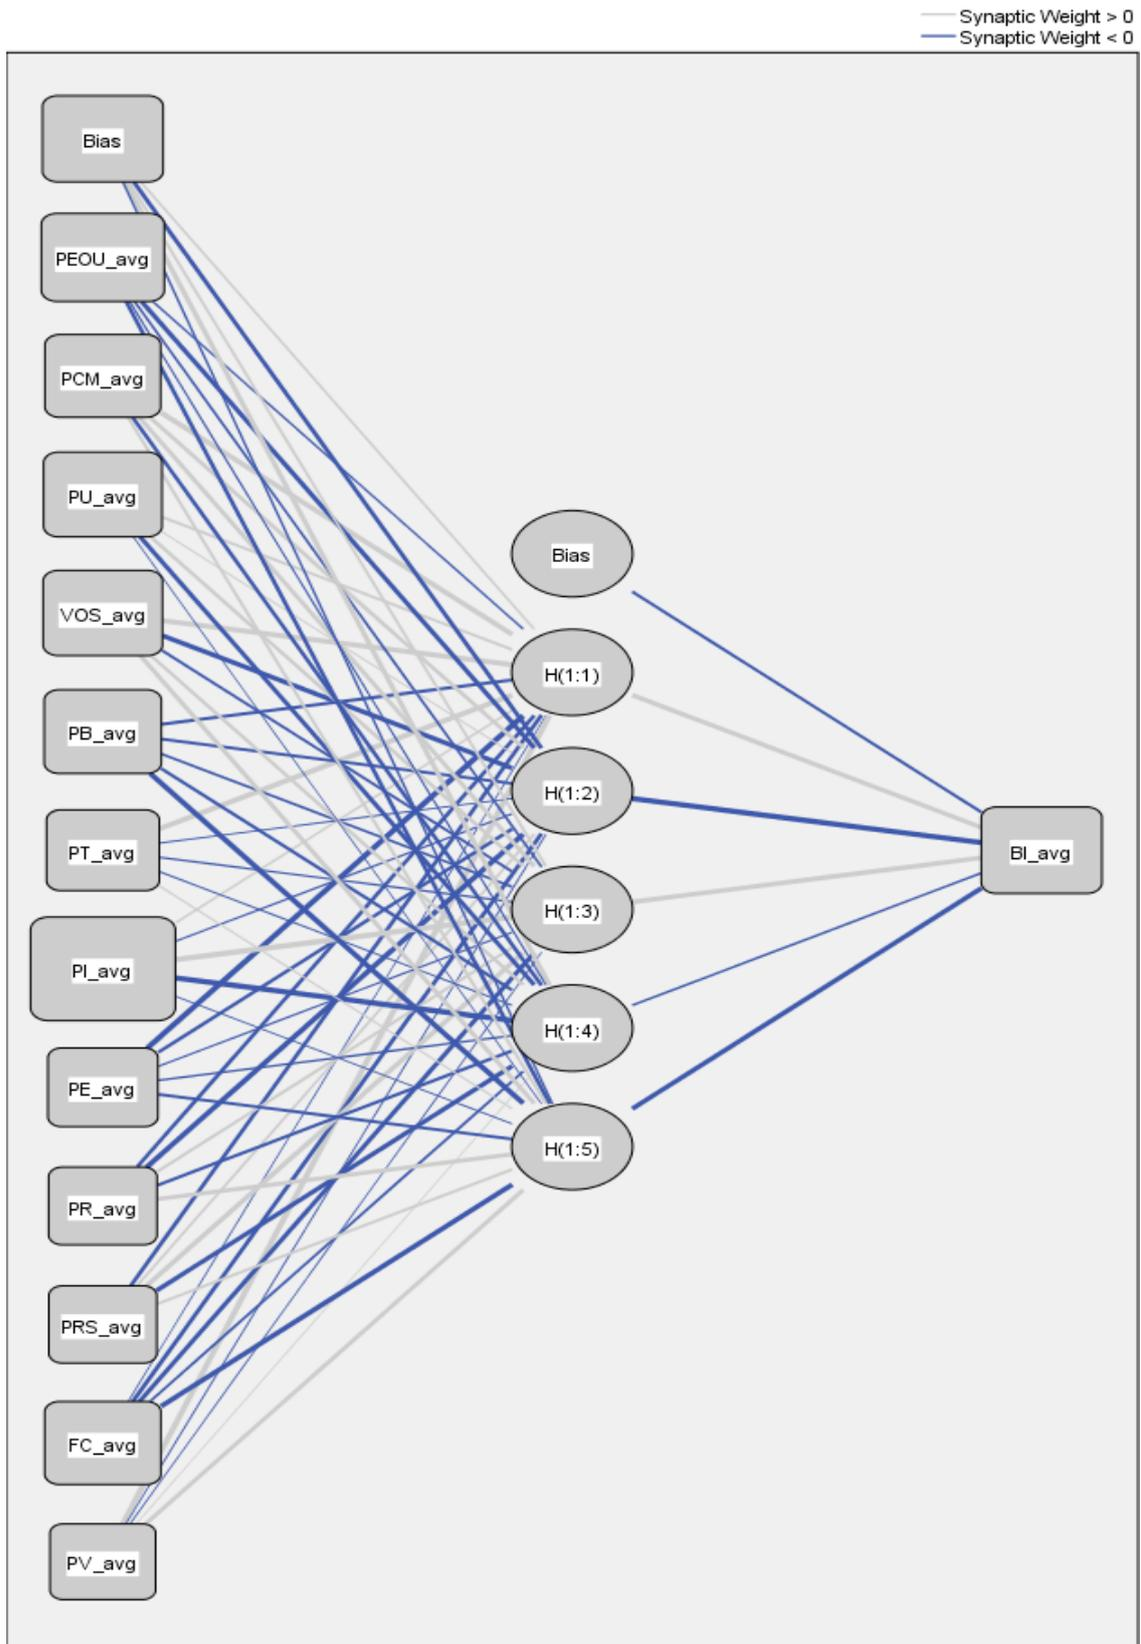 Synaptic Weight > 0
Synaptic Weight < 0
Bias
PEOU_avg
PCM_avg
PU_avg
VOS_avg
PB_avg
PT_avg
PI_avg
PE_avg
PR_avg
PRS_avg
FC_avg
PV_avg
Bias
H(1:1)
H(1:2)
H(1:3)
H(1:4)
H(1:5)
BI_avg